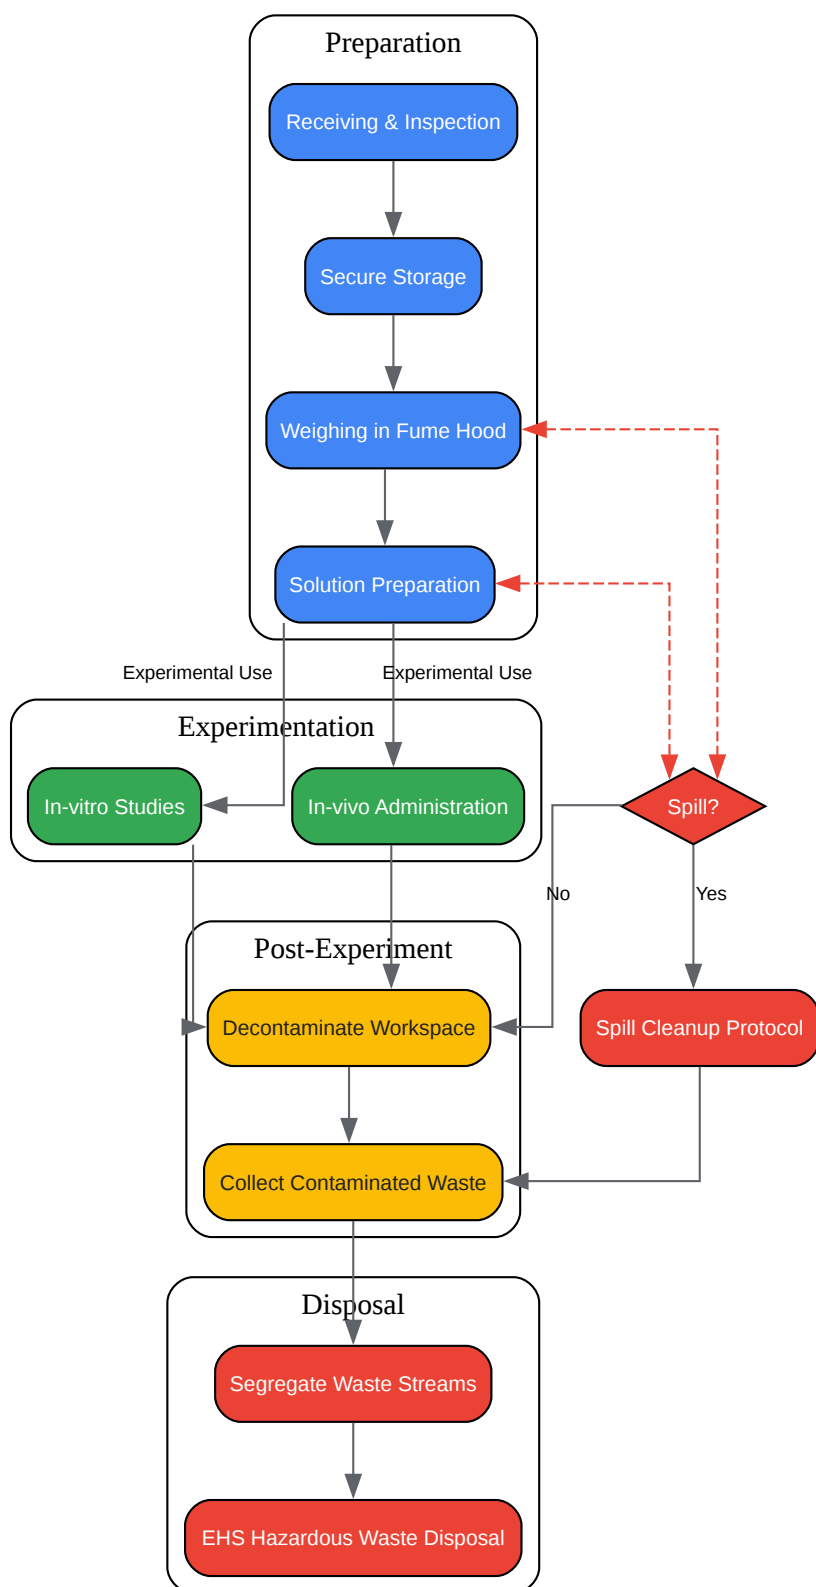 Preparation
Receiving & Inspection
Secure Storage
Weighing in Fume Hood
Solution Preparation
Experimental Use
Experimental Use
Experimentation
In-vitro Studies
In-vivo Administration
Spill?
No
Yes
Post-Experiment
Decontaminate Workspace
Spill Cleanup Protocol
Collect Contaminated Waste
Disposal
Segregate Waste Streams
EHS Hazardous Waste Disposal